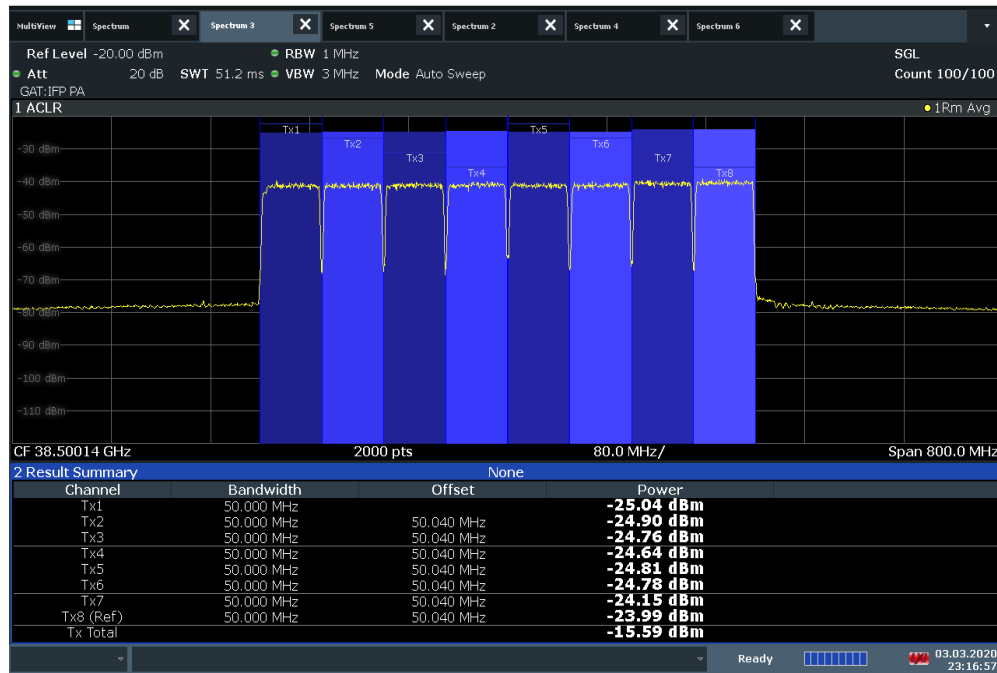 MultiView Spectrum X Spectrum 3 X Spectrum 5 X Spectrum 2 X Spectrum 4 X Spectrum 6 X
Ref Level -20.00 dBm RBW 1 MHz SGL
Att 20 dB SWT 51.2 ms VBW 3 MHz Mode Auto Sweep Count 100/100
GAT:IFP PA
1 ACLR 1Rm Avg
Tx1 Tx5
Tx2 Tx6
-30 dBm
Tx3 Tx7
Tx4 Tx8
-40 dBm
-50 dBm
-60 dBm
-70 dBm
-80 dBm
-90 dBm
-100 dBm
-110 dBm
CF 38.50014 GHz 2000 pts 80.0 MHz/ Span 800.0 MHz
2 Result Summary None
Channel Bandwidth Offset Power
Tx1 50.000 MHz -25.04 dBm
Tx2 50.000 MHz 50.040 MHz -24.90 dBm
Tx3 50.000 MHz 50.040 MHz -24.76 dBm
Tx4 50.000 MHz 50.040 MHz -24.64 dBm
Tx5 50.000 MHz 50.040 MHz -24.81 dBm
Tx6 50.000 MHz 50.040 MHz -24.78 dBm
Tx7 50.000 MHz 50.040 MHz -24.15 dBm
Tx8 (Ref) 50.000 MHz 50.040 MHz -23.99 dBm
Tx Total -15.59 dBm
Ready 03.03.2020
23:16:57